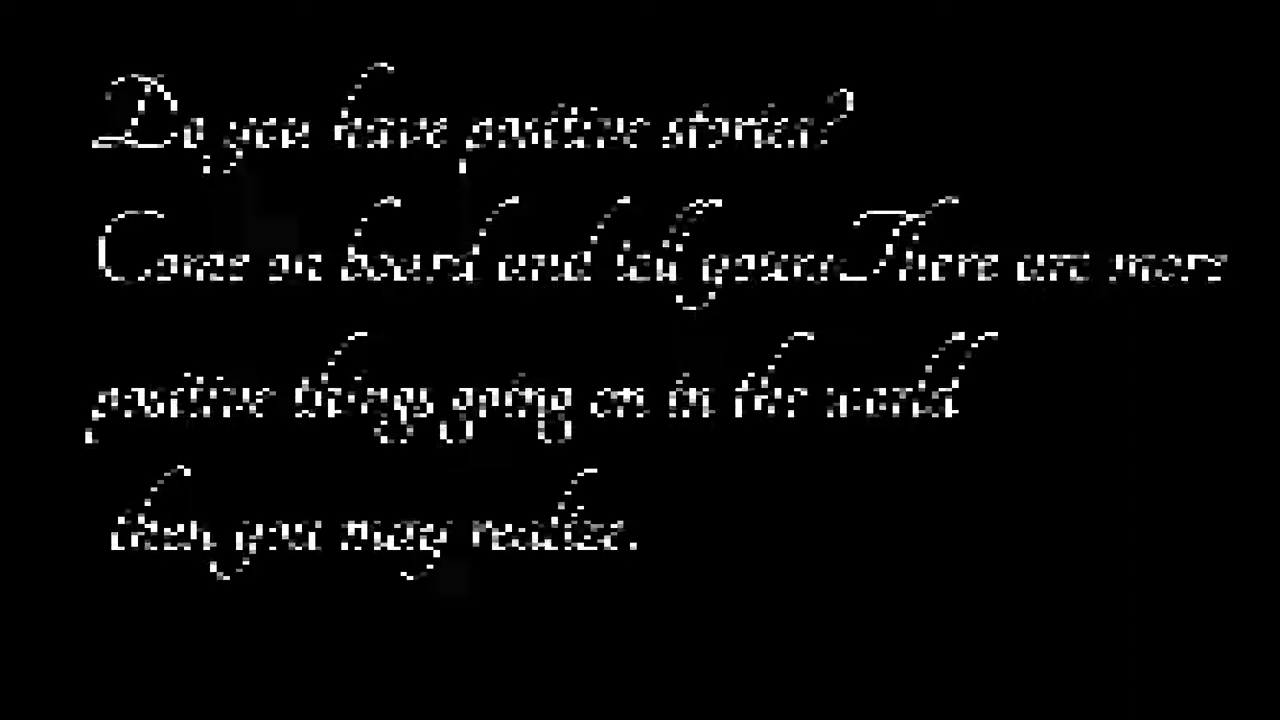 Do you have positive stories?
Come on board and tell yours.There are more
positive things going on in the world
then you may realize.